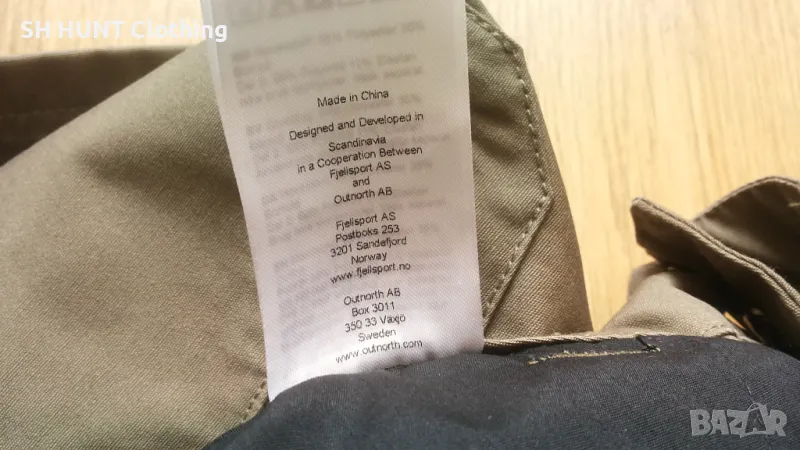 SH HUNT Clothing
Made in China
Designed and Developed in
Scandinavia
in a Cooperation Between
Fjellsport AS
and
Outnorth AB
Fjellsport AS
Postboks 253
3201 Sandefjord
Norway
www.fjellsport.no
Outnorth AB
Box 3011
350 33 Växjö
Sweden
www.outnorth.com
BAZAR